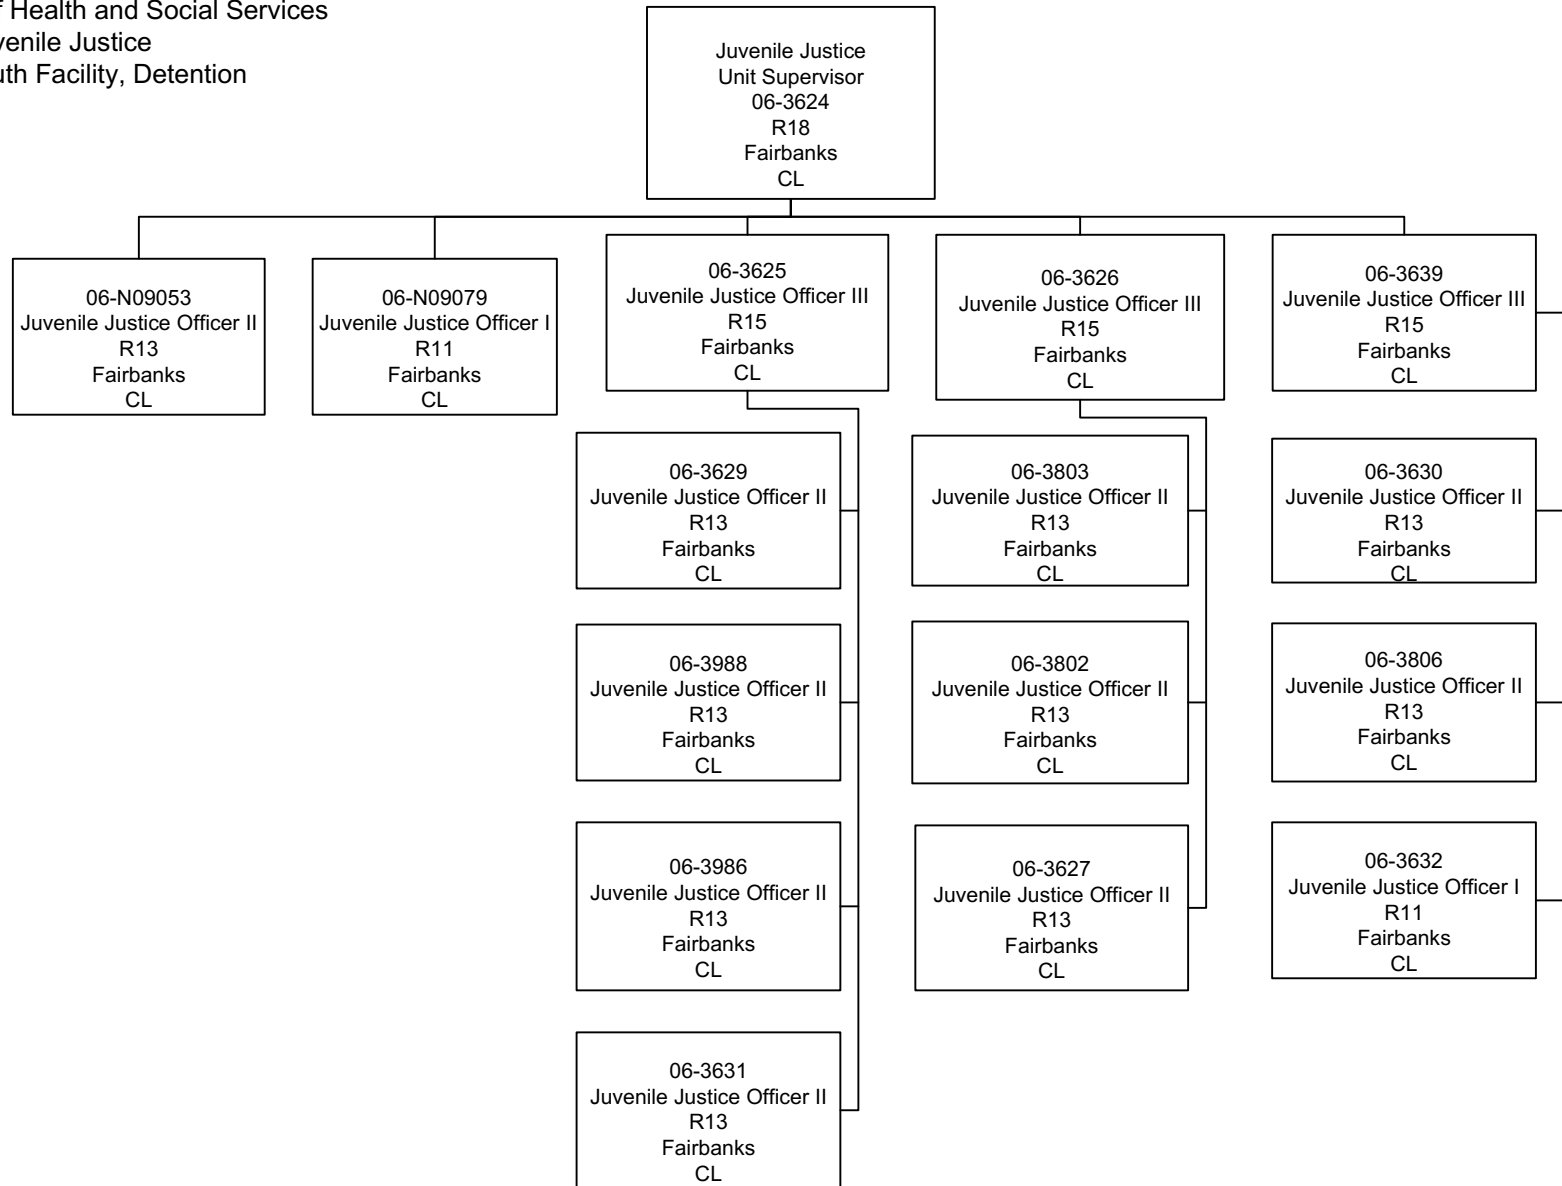 Health and Social Services
Justice
Facility, Detention
Juvenile Justice
Unit Supervisor
06-3624
R18
Fairbanks
CL
06-N09053
Juvenile Justice Officer II
R13
Fairbanks
CL
06-N09079
Juvenile Justice Officer I
R11
Fairbanks
CL
06-3625
Juvenile Justice Officer III
R15
Fairbanks
CL
06-3626
Juvenile Justice Officer III
R15
Fairbanks
CL
06-3639
Juvenile Justice Officer III
R15
Fairbanks
CL
06-3629
Juvenile Justice Officer II
R13
Fairbanks
CL
06-3803
Juvenile Justice Officer II
R13
Fairbanks
CL
06-3630
Juvenile Justice Officer II
R13
Fairbanks
CL
06-3988
Juvenile Justice Officer II
R13
Fairbanks
CL
06-3802
Juvenile Justice Officer II
R13
Fairbanks
CL
06-3806
Juvenile Justice Officer II
R13
Fairbanks
CL
06-3986
Juvenile Justice Officer II
R13
Fairbanks
CL
06-3627
Juvenile Justice Officer II
R13
Fairbanks
CL
06-3632
Juvenile Justice Officer I
R11
Fairbanks
CL
06-3631
Juvenile Justice Officer II
R13
Fairbanks
CL